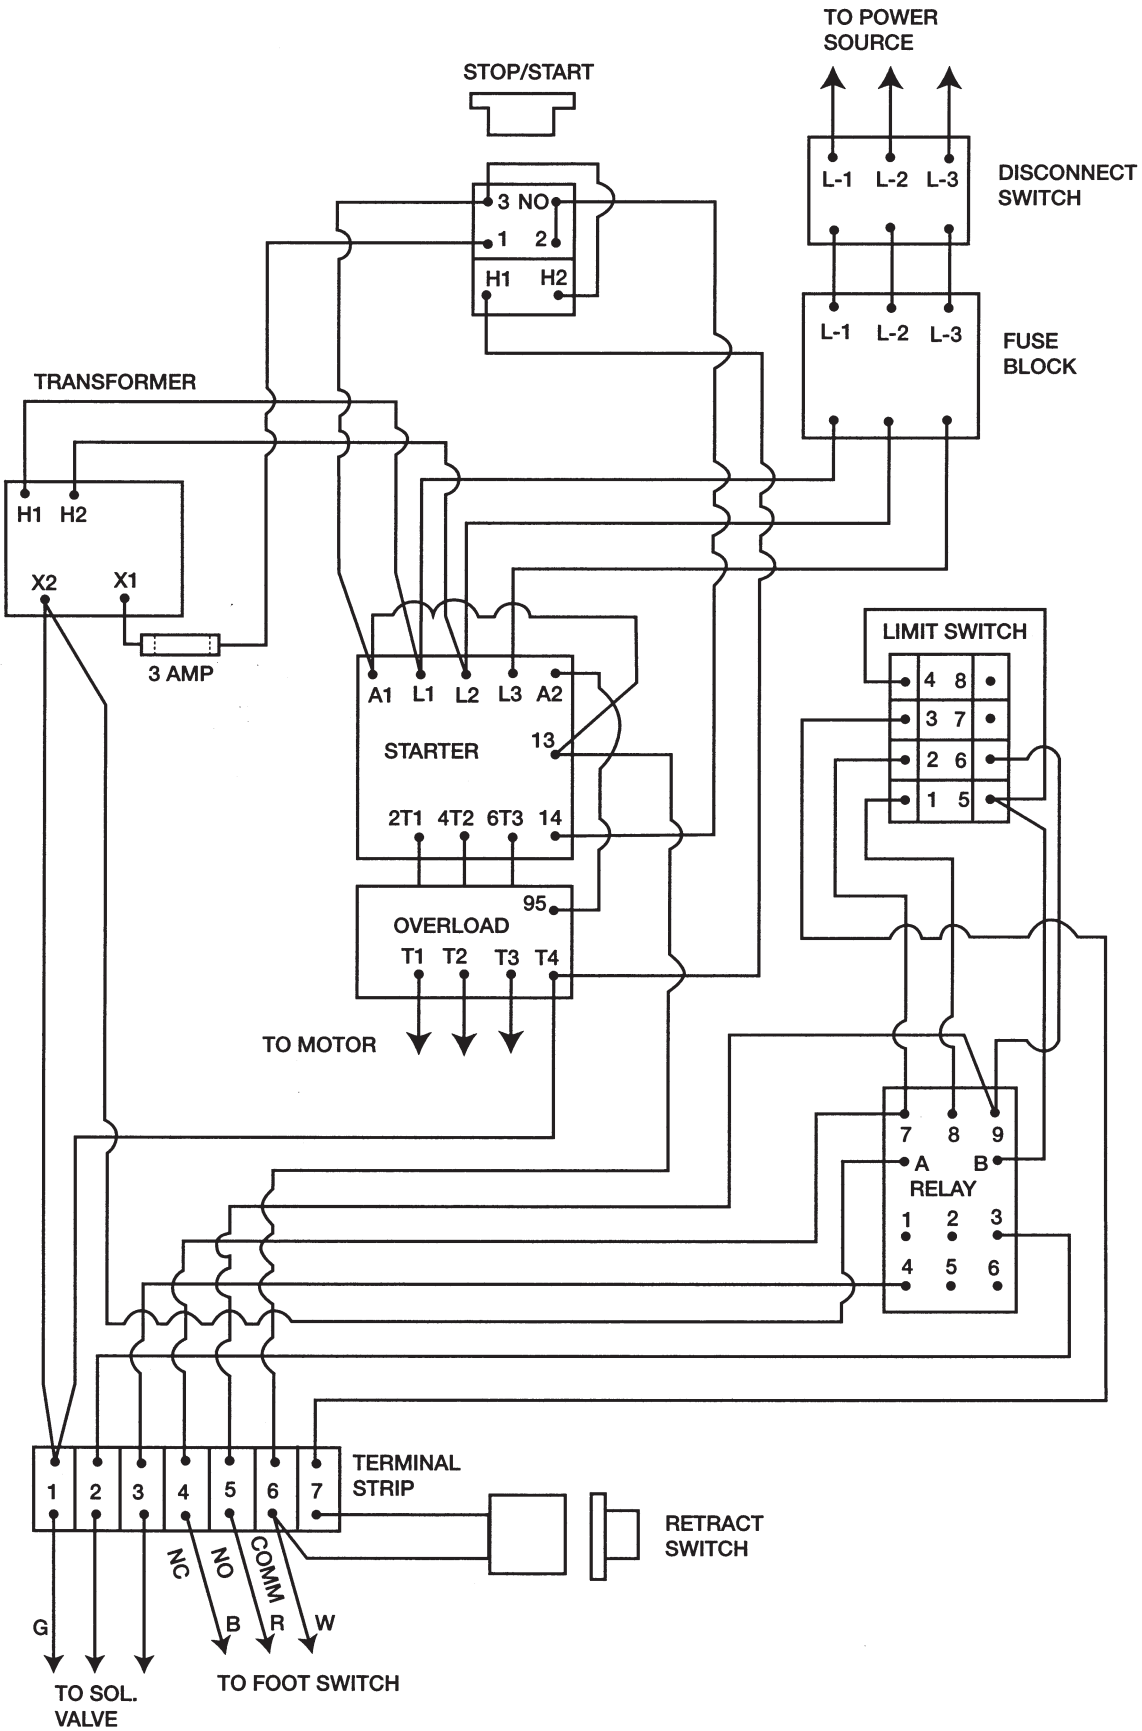 TO POWER
SOURCE
STOP/START
L-1 L-2 L-3
DISCONNECT
SWITCH
3 NO
1 2
H1 H2
L-1 L-2 L-3
FUSE
BLOCK
TRANSFORMER
H1 H2
X2 X1
3 AMP
LIMIT SWITCH
4 8
3 7
2 6
1 5
A1 L1 L2 L3 A2
13
STARTER
2T1 4T2 6T3 14
95
OVERLOAD
T1 T2 T3 T4
TO MOTOR
7 8 9
A B
RELAY
1 2 3
4 5 6
TERMINAL
STRIP
1 2 3 4 5 6 7
RETRACT
SWITCH
NC NO COMM
G B R W
TO FOOT SWITCH
TO SOL.
VALVE